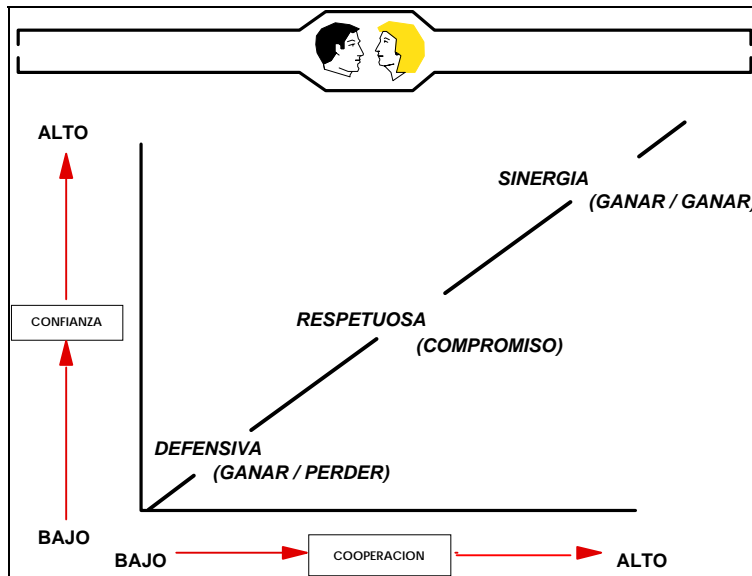 ALTO
SINERGIA
(GANAR / GANAR)
CONFIANZA
RESPETUOSA
(COMPROMISO)
DEFENSIVA
(GANAR / PERDER)
BAJO
BAJO
COOPERACION
ALTO